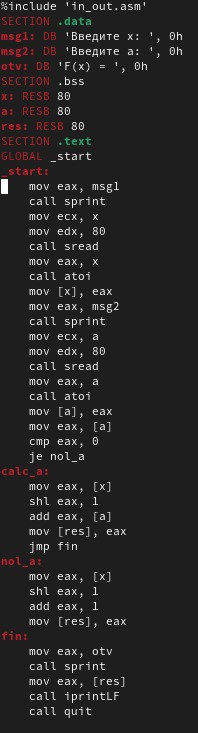 %include 'in_out.asm'
SECTION .data
msg1: DB 'Введите x: ', 0h
msg2: DB 'Введите a: ', 0h
otv: DB 'F(x) = ', 0h
SECTION .bss
x: RESB 80
a: RESB 80
res: RESB 80
SECTION .text
GLOBAL _start
_start:
mov eax, msg1
call sprint
mov ecx, x
mov edx, 80
call sread
mov eax, x
call atoi
mov [x], eax
mov eax, msg2
call sprint
mov ecx, a
mov edx, 80
call sread
mov eax, a
call atoi
mov [a], eax
mov eax, [a]
cmp eax, 0
je nol_a
calc_a:
mov eax, [x]
shl eax, 1
add eax, [a]
mov [res], eax
jmp fin
nol_a:
mov eax, [x]
shl eax, 1
add eax, 1
mov [res], eax
fin:
mov eax, otv
call sprint
mov eax, [res]
call iprintLF
call quit